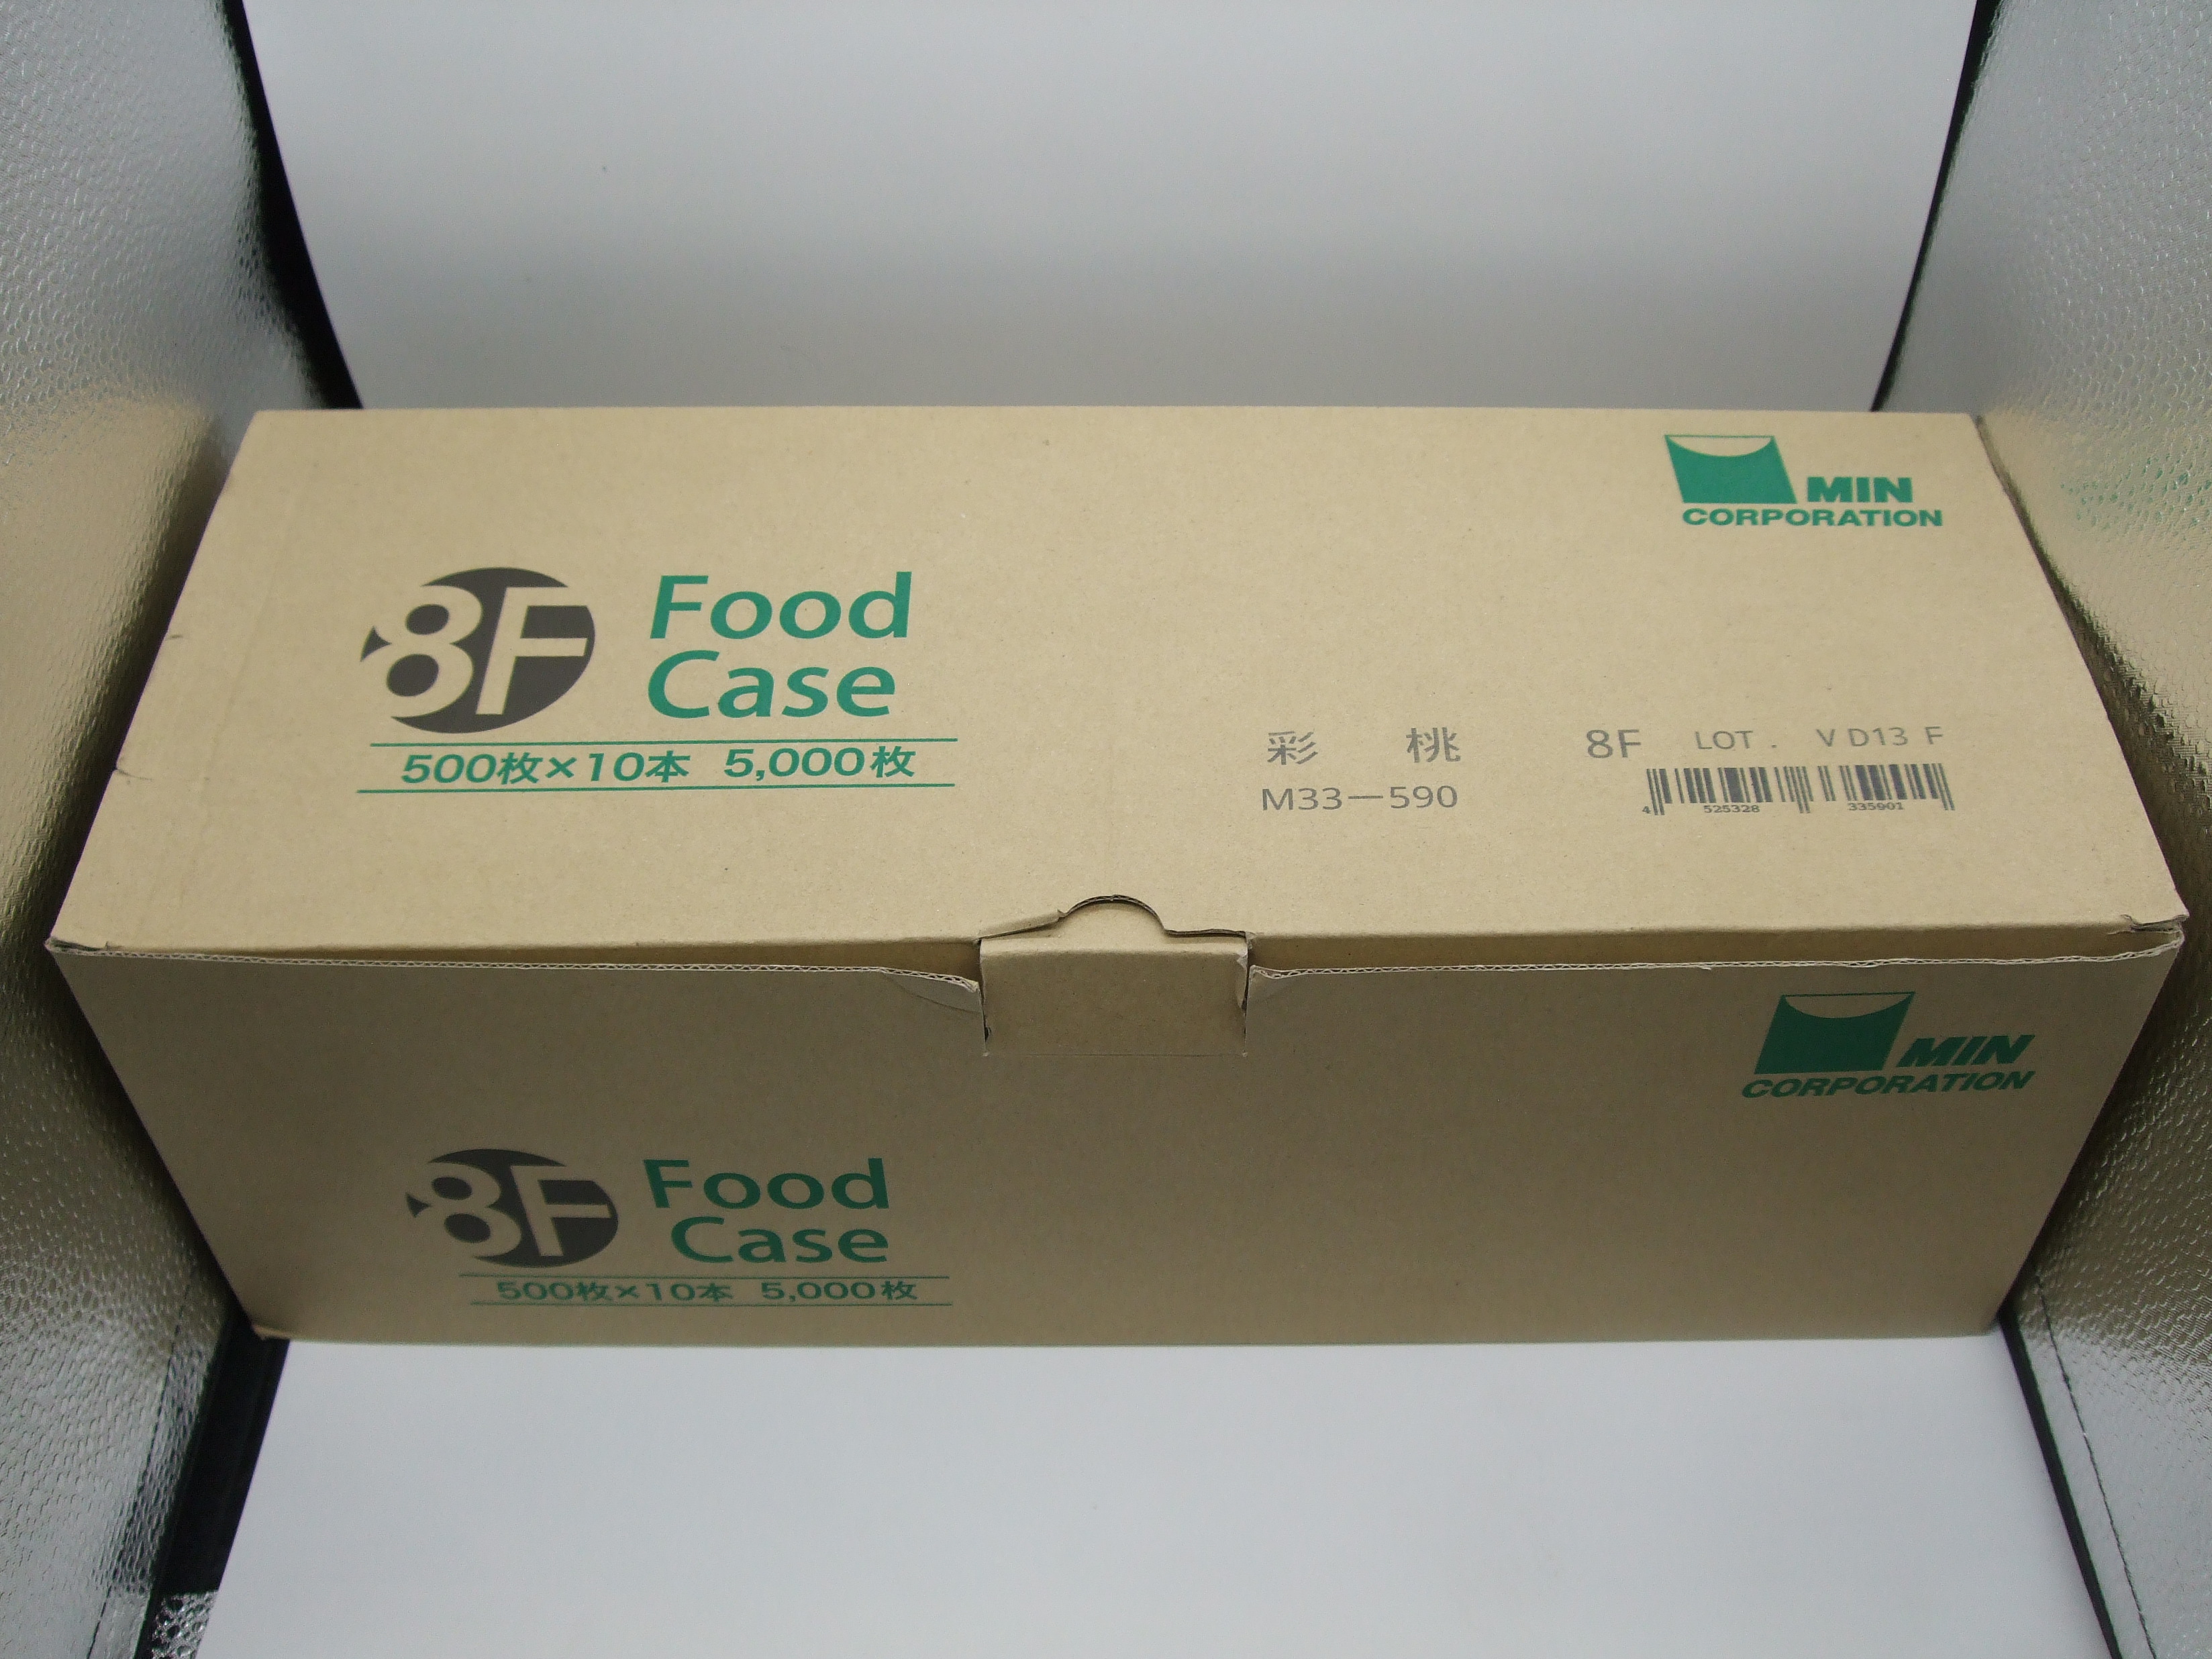 MIN
CORPORATION
8F
Food
Case
500枚×10本 5,000枚
彩 桃 8F LOT. VD13 F
M33-590
4 525328 335901
MIN
CORPORATION
8F
Food
Case
500枚×10本 5,000枚